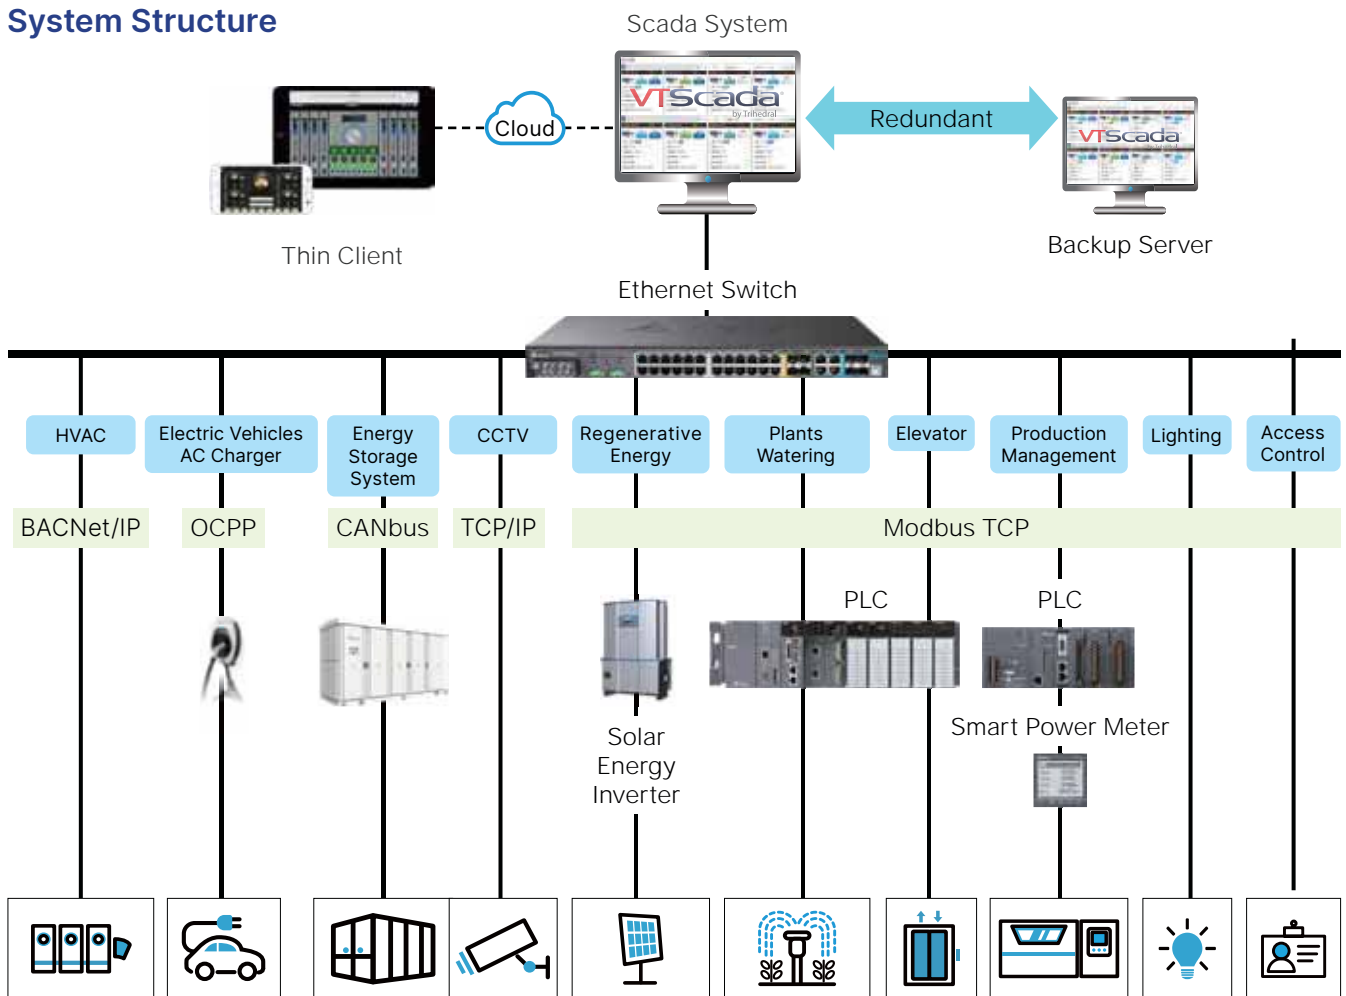 System Structure
Scada System
VTScada
by Trihedral
Cloud
Redundant
VTScada
Thin Client
Backup Server
Ethernet Switch
HVAC
Electric Vehicles
AC Charger
Energy
Storage
System
CCTV
Regenerative
Energy
Plants
Watering
Elevator
Production
Management
Lighting
Access
Control
BACNet/IP
OCPP
CANbus
TCP/IP
Modbus TCP
PLC
PLC
Solar
Energy
Inverter
Smart Power Meter